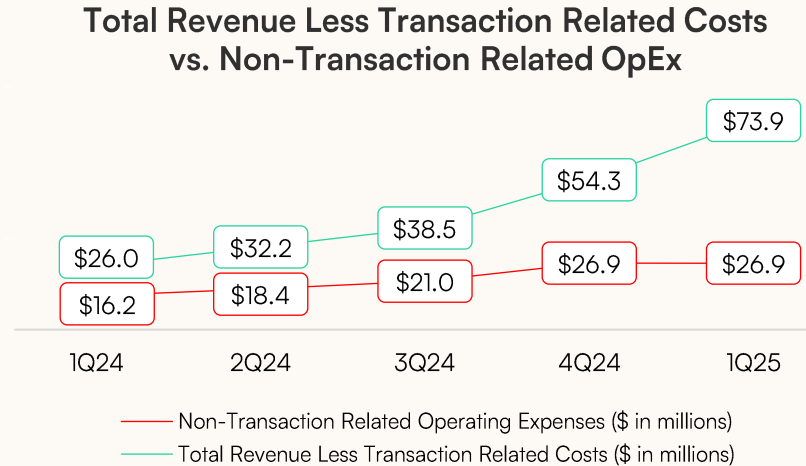 Total Revenue Less Transaction Related Costs
vs. Non-Transaction Related OpEx
$73.9
$54.3
$38.5
$32.2
$26.0
$26.9
$26.9
$21.0
$18.4
$16.2
1Q24
2Q24
3Q24
4Q24
1Q25
Non-Transaction Related Operating Expenses ($ in millions)
Total Revenue Less Transaction Related Costs ($ in millions)